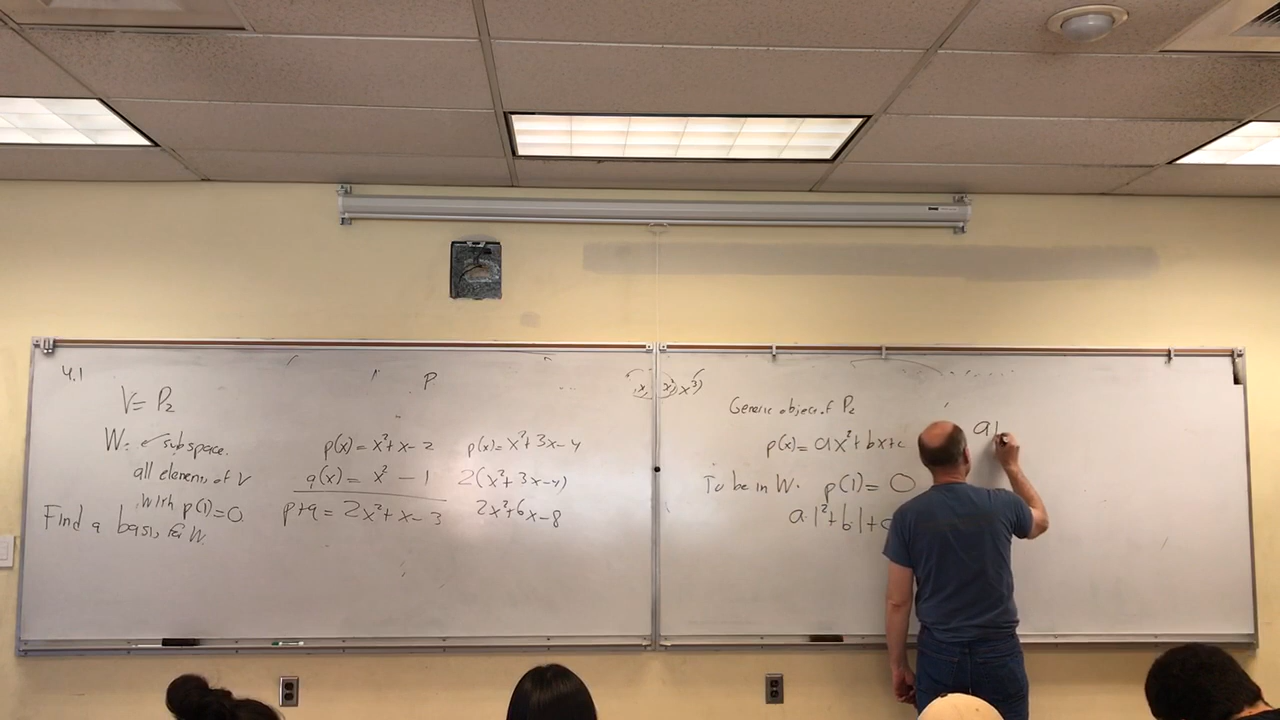 4.1
V= P₂
W: subspace.
all elements of V
with p(1)=0.
Find a basis for W.
P
p(x)= x²+x-2
q(x)= x² -1
p+q= 2x²+x-3
p(x)= x²+3x-4
2(x²+3x-4)
2x²+6x-8
x² x³)
Generic object of P₂
p(x)= ax²+bx+c
To be in W: p(1)= 0
a·1²+b·1+c
a